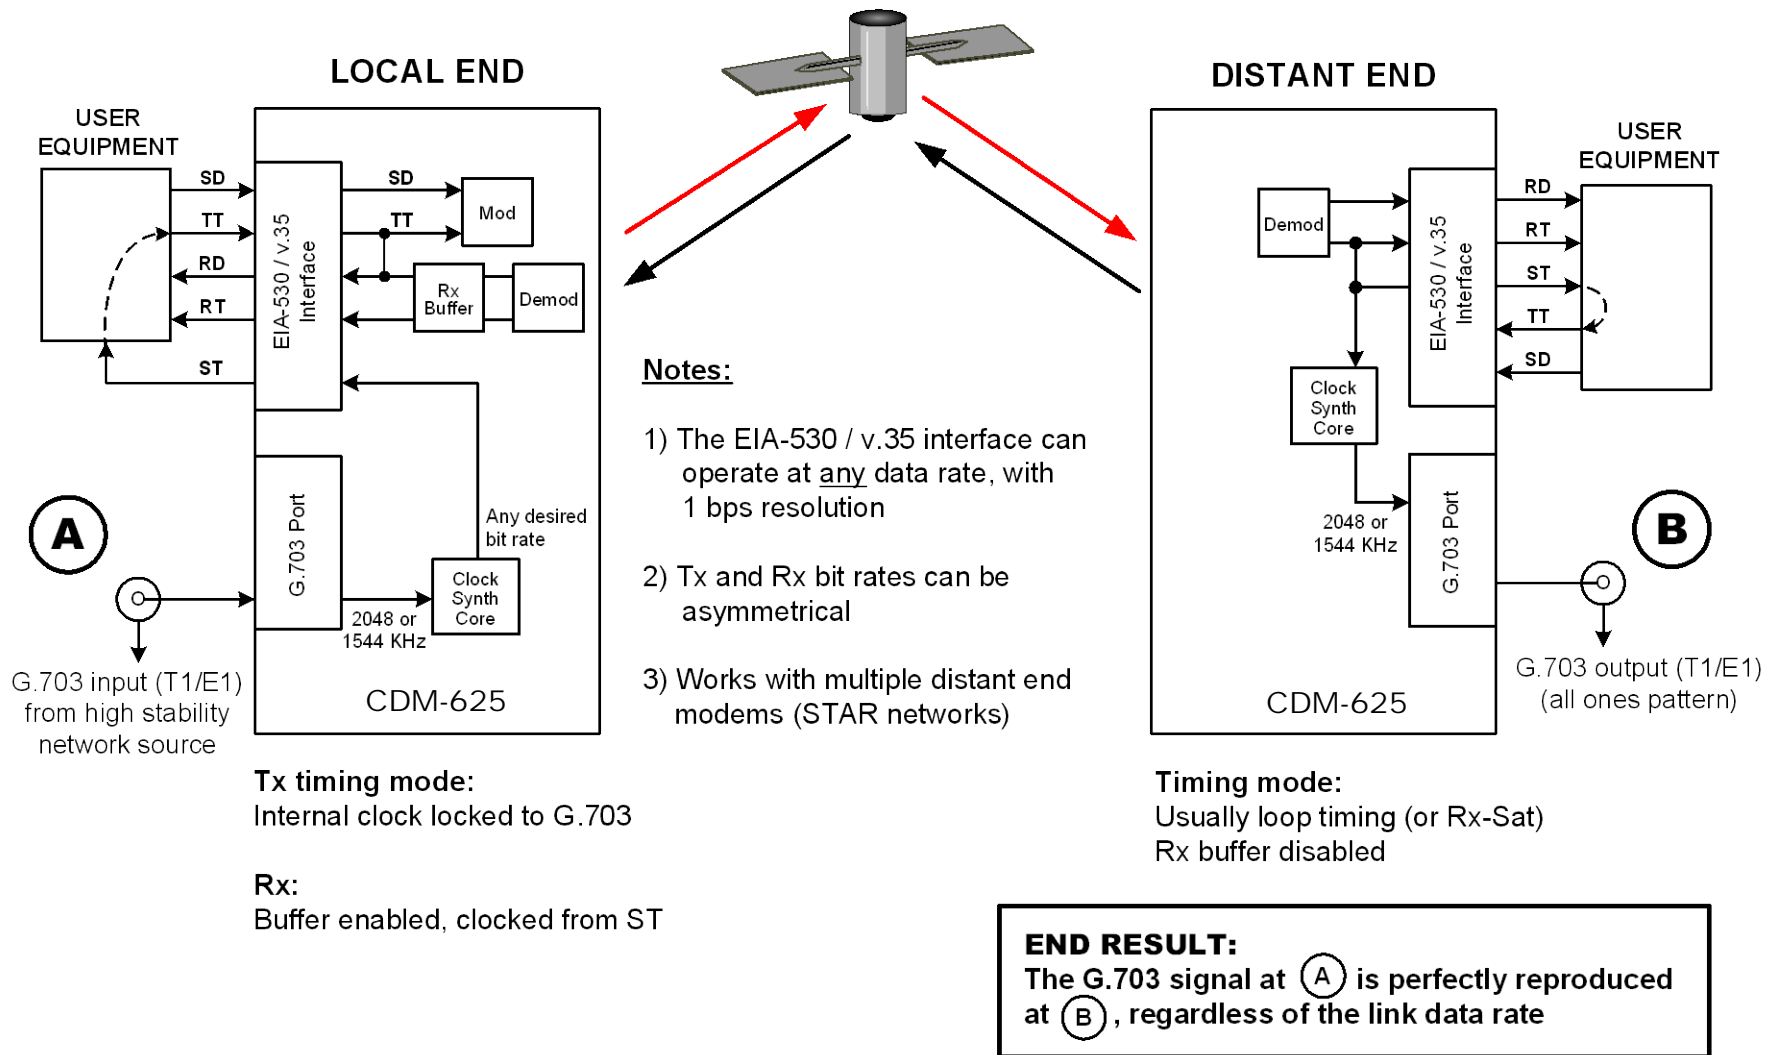 LOCAL END
DISTANT END
USER
EQUIPMENT
SD
TT
RD
RT
ST
EIA-530 / v.35
Interface
SD
TT
Mod
Rx
Buffer
Demod
G.703 Port
2048 or
1544 KHz
Clock
Synth
Core
Any desired
bit rate
A
G.703 input (T1/E1)
from high stability
network source
CDM-625
Tx timing mode:
Internal clock locked to G.703
Rx:
Buffer enabled, clocked from ST
Notes:
1) The EIA-530 / v.35 interface can
operate at any data rate, with
1 bps resolution
2) Tx and Rx bit rates can be
asymmetrical
3) Works with multiple distant end
modems (STAR networks)
Demod
EIA-530 / v.35
Interface
Clock
Synth
Core
2048 or
1544 KHz
G.703 Port
CDM-625
USER
EQUIPMENT
RD
RT
ST
TT
SD
B
G.703 output (T1/E1)
(all ones pattern)
Timing mode:
Usually loop timing (or Rx-Sat)
Rx buffer disabled
END RESULT:
The G.703 signal at A is perfectly reproduced
at B , regardless of the link data rate